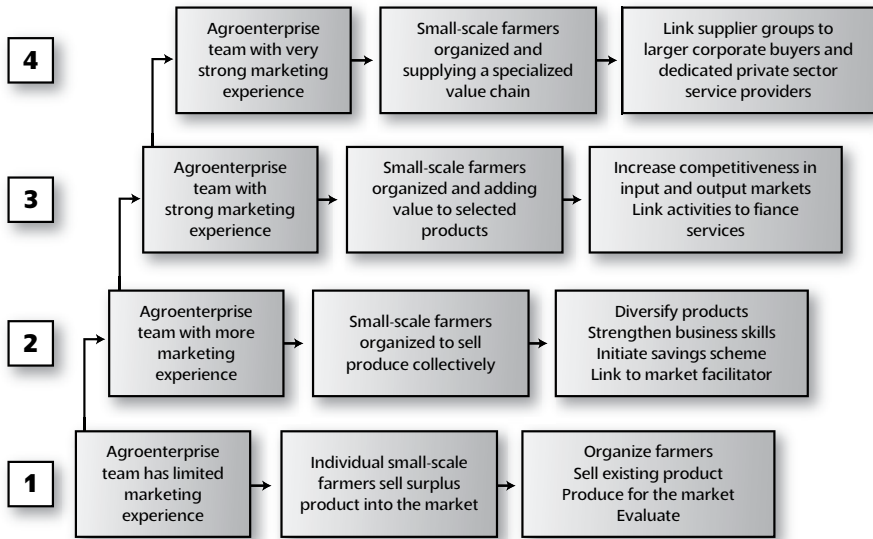 4
Agroenterprise
team with very
strong marketing
experience
Small-scale farmers
organized and
supplying a specialized
value chain
Link supplier groups to
larger corporate buyers and
dedicated private sector
service providers
3
Agroenterprise
team with
strong marketing
experience
Small-scale farmers
organized and adding
value to selected
products
Increase competitiveness in
input and output markets
Link activities to fiance
services
2
Agroenterprise
team with more
marketing
experience
Small-scale farmers
organized to sell
produce collectively
Diversify products
Strengthen business skills
Initiate savings scheme
Link to market facilitator
1
Agroenterprise
team has limited
marketing
experience
Individual small-scale
farmers sell surplus
product into the market
Organize farmers
Sell existing product
Produce for the market
Evaluate